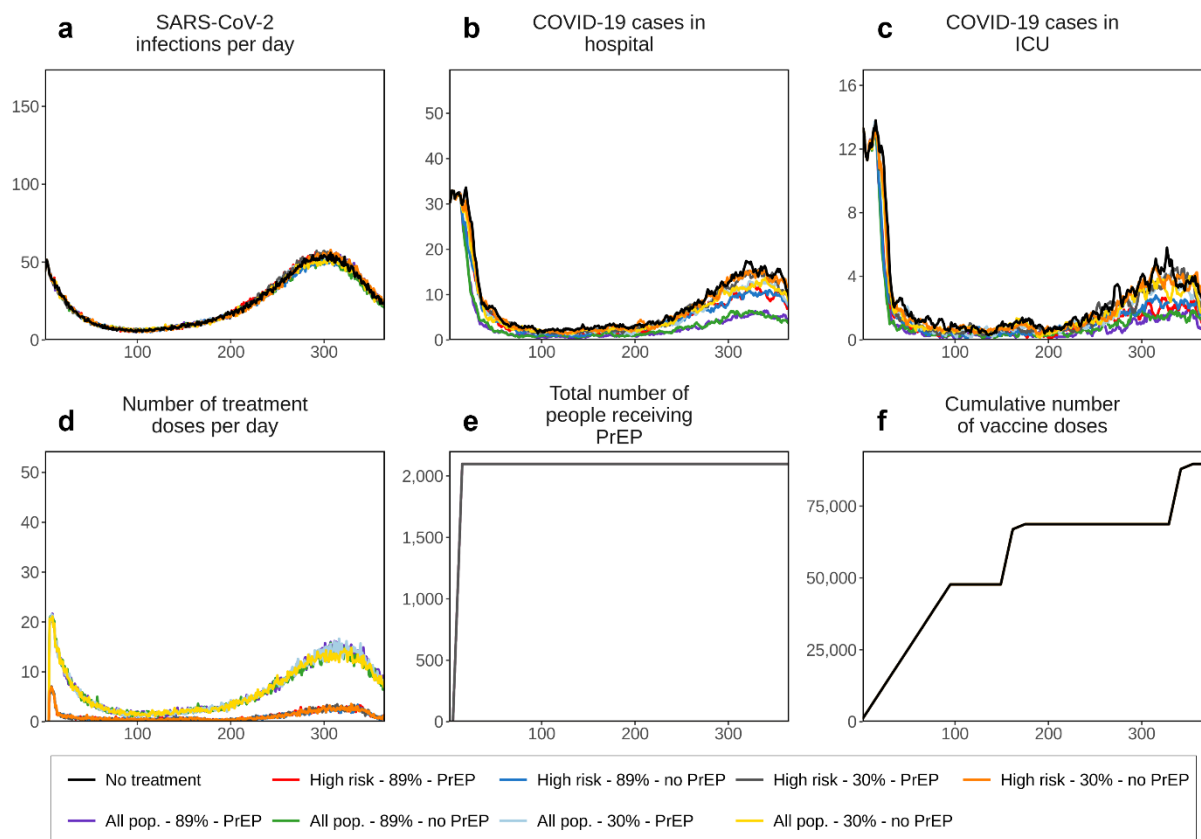 a
SARS-CoV-2
infections per day
150
100
50
0
100
200
300
b
COVID-19 cases in
hospital
50
40
30
20
10
0
100
200
300
c
COVID-19 cases in
ICU
16
12
8
4
0
100
200
300
d
Number of treatment
doses per day
50
40
30
20
10
0
100
200
300
e
Total number of
people receiving
PrEP
2,000
1,500
1,000
500
0
100
200
300
f
Cumulative number
of vaccine doses
75,000
50,000
25,000
0
100
200
300
No treatment
High risk - 89% - PrEP
High risk - 89% - no PrEP
High risk - 30% - PrEP
High risk - 30% - no PrEP
All pop. - 89% - PrEP
All pop. - 89% - no PrEP
All pop. - 30% - PrEP
All pop. - 30% - no PrEP